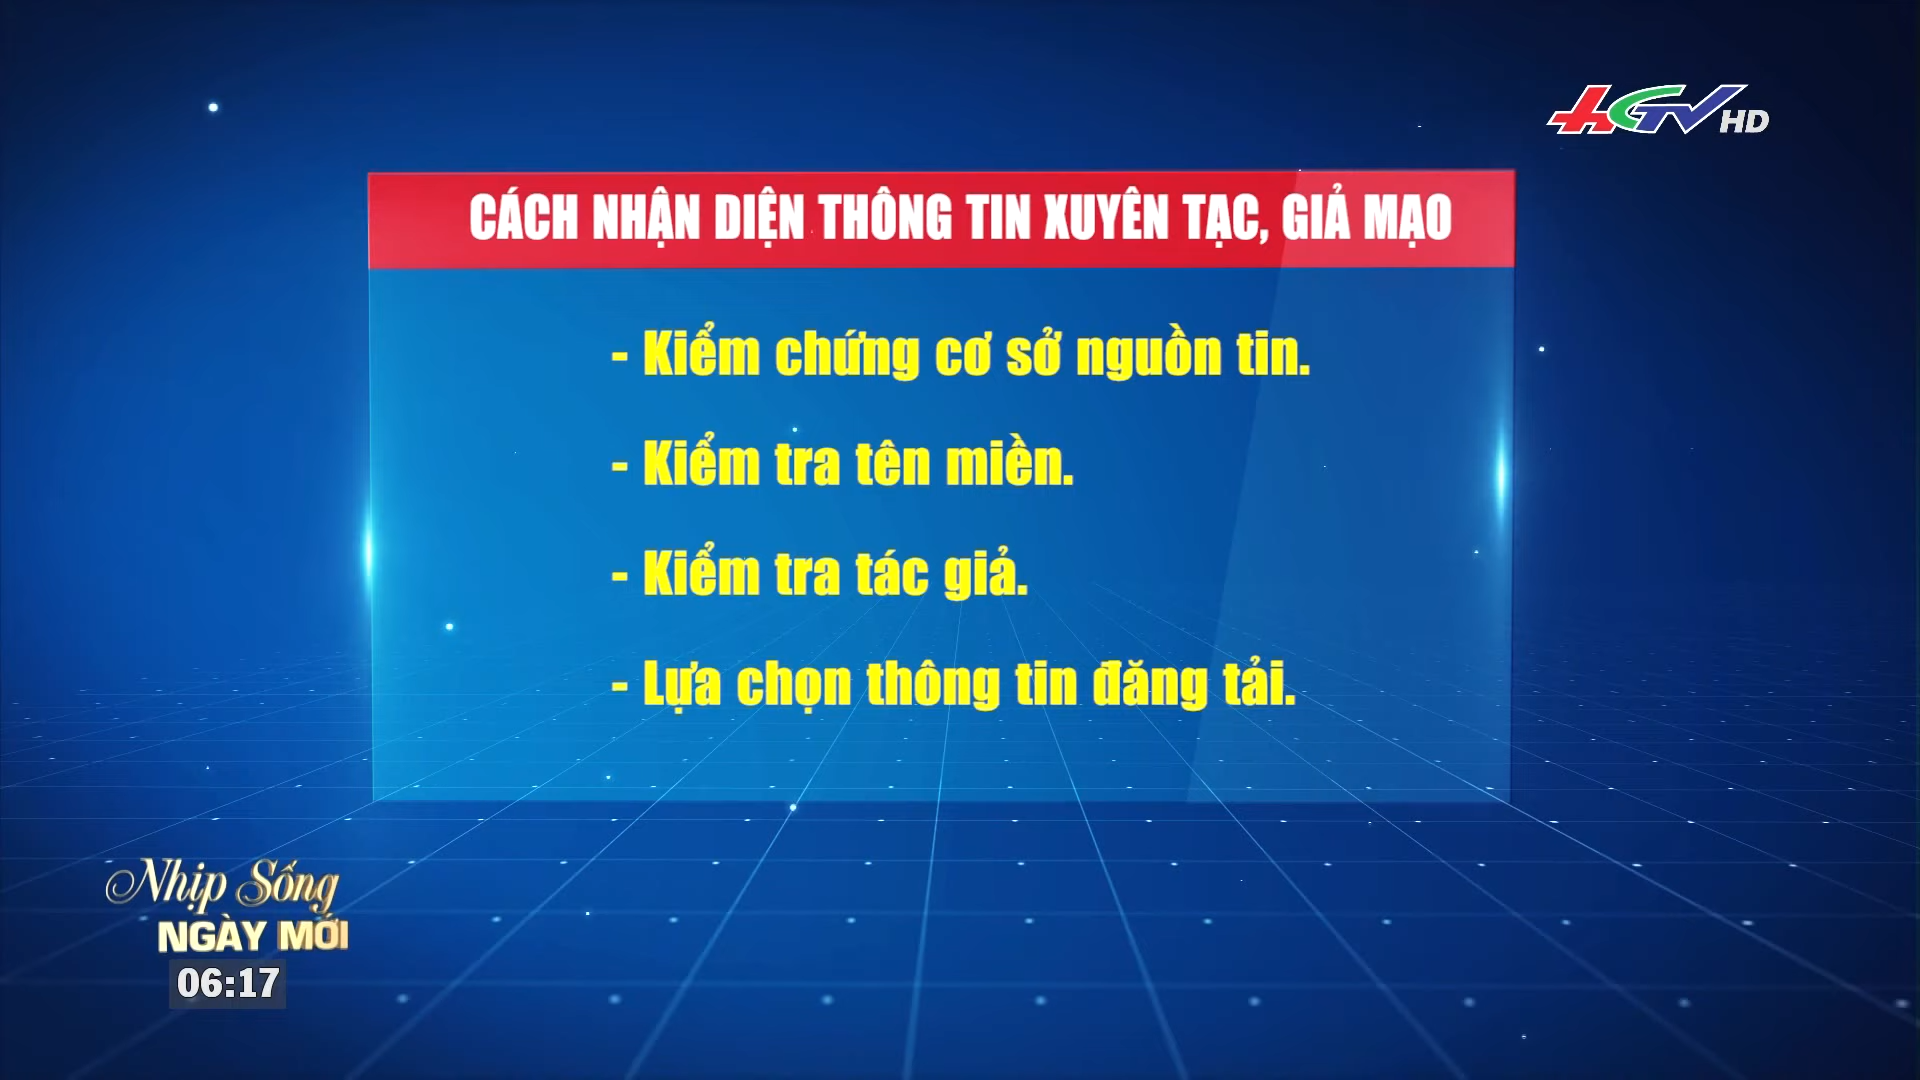 HGV HD
CÁCH NHẬN DIỆN THÔNG TIN XUYÊN TẠC, GIẢ MẠO
- Kiểm chứng cơ sở nguồn tin.
- Kiểm tra tên miền.
- Kiểm tra tác giả.
- Lựa chọn thông tin đăng tải.
Nhịp Sống
NGÀY MỚI
06:17